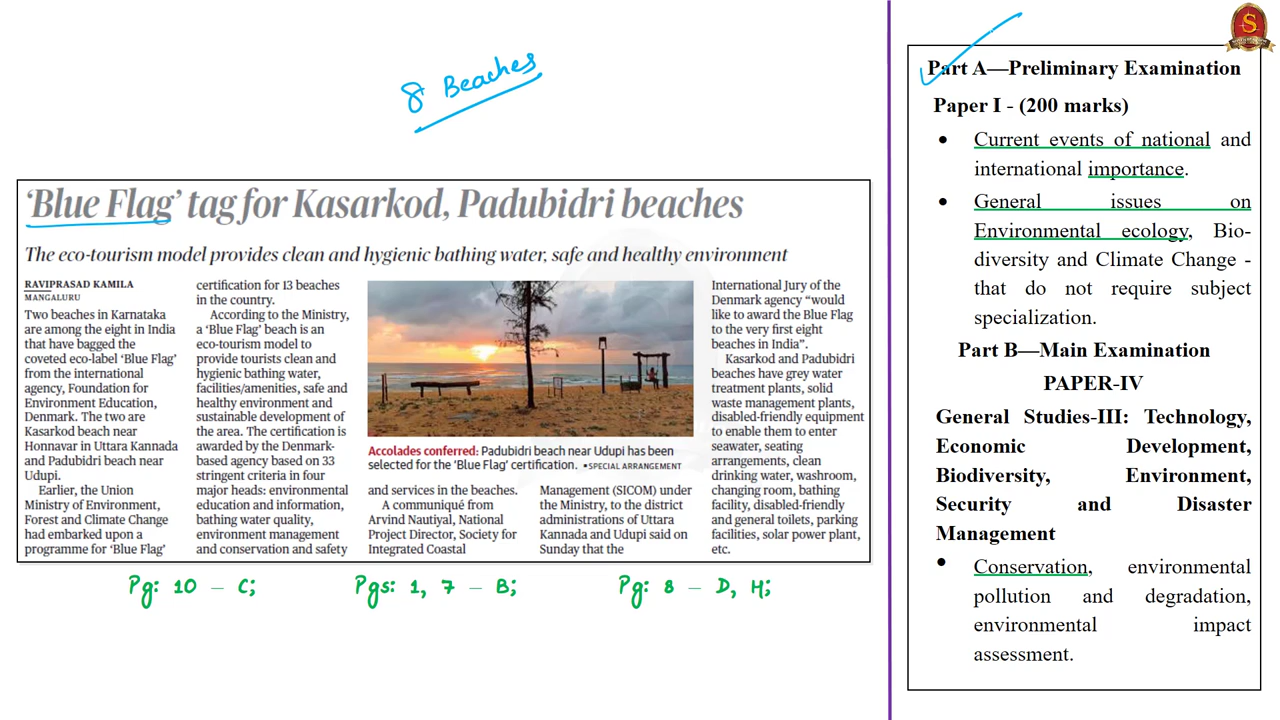 8 Beaches
'Blue Flag' tag for Kasarkod, Padubidri beaches
The eco-tourism model provides clean and hygienic bathing water, safe and healthy environment
RAVIPRASAD KAMILA
MANGALURU
Two beaches in Karnataka
are among the eight in India
that have bagged the
coveted eco-label 'Blue Flag'
from the international
agency, Foundation for
Environment Education,
Denmark. The two are
Kasarkod beach near
Honnavar in Uttara Kannada
and Padubidri beach near
Udupi.
Earlier, the Union
Ministry of Environment,
Forest and Climate Change
had embarked upon a
programme for 'Blue Flag'
certification for 13 beaches
in the country.
According to the Ministry,
a 'Blue Flag' beach is an
eco-tourism model to
provide tourists clean and
hygienic bathing water,
facilities/amenities, safe and
healthy environment and
sustainable development of
the area. The certification is
awarded by the Denmark-
based agency based on 33
stringent criteria in four
major heads: environmental
education and information,
bathing water quality,
environment management
and conservation and safety
Accolades conferred: Padubidri beach near Udupi has been
selected for the 'Blue Flag' certification. •SPECIAL ARRANGEMENT
and services in the beaches.
A communiqué from
Arvind Nautiyal, National
Project Director, Society for
Integrated Coastal
Management (SICOM) under
the Ministry, to the district
administrations of Uttara
Kannada and Udupi said on
Sunday that the
International Jury of the
Denmark agency "would
like to award the Blue Flag
to the very first eight
beaches in India".
Kasarkod and Padubidri
beaches have grey water
treatment plants, solid
waste management plants,
disabled-friendly equipment
to enable them to enter
seawater, seating
arrangements, clean
drinking water, washroom,
changing room, bathing
facility, disabled-friendly
and general toilets, parking
facilities, solar power plant,
etc.
Pg: 10 – C; Pgs: 1, 7 – B; Pg: 8 – D, H;
S
Part A—Preliminary Examination
Paper I - (200 marks)
• Current events of national and
international importance.
• General issues on
Environmental ecology, Bio-
diversity and Climate Change -
that do not require subject
specialization.
Part B—Main Examination
PAPER-IV
General Studies-III: Technology,
Economic Development,
Biodiversity, Environment,
Security and Disaster
Management
• Conservation, environmental
pollution and degradation,
environmental impact
assessment.